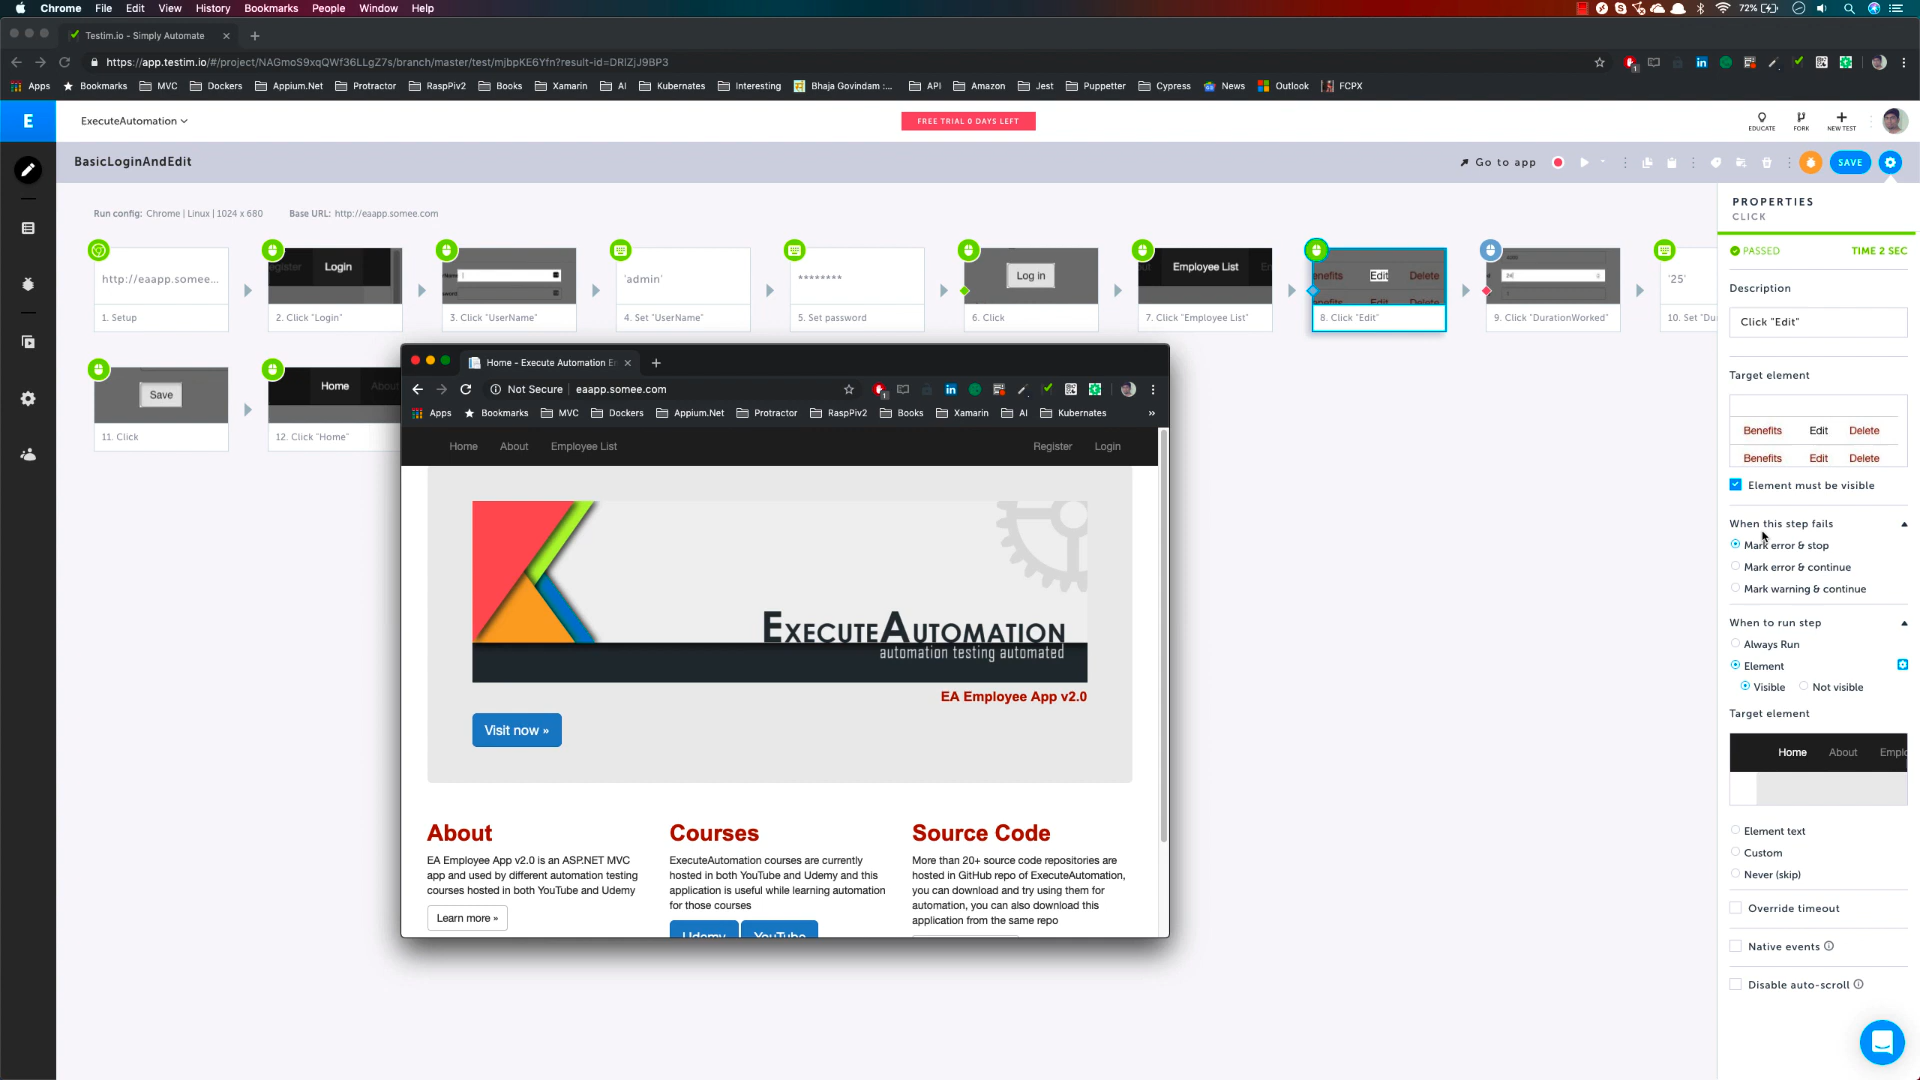 Chrome File Edit View History Bookmarks People Window Help
72%
Testim.io - Simply Automate
https://app.testim.io/#/project/NAGmoS9xqQWf36LLgZ7s/branch/master/test/mjbpKE6Yfn?result-id=DRlZjJ9BP3
Apps Bookmarks MVC Dockers Appium.Net Protractor RaspPiv2 Books Xamarin AI Kubernetes Interesting Bhaja Govindam :... API Amazon Jest Puppetter Cypress News Outlook FCPX
E
ExecuteAutomation
FREE TRIAL 0 DAYS LEFT
EDUCATE FORK NEW TEST
BasicLoginAndEdit
Go to app
SAVE
Run config: Chrome | Linux | 1024 x 680 Base URL: http://eaapp.somee.com
http://eaapp.somee...
1. Setup
Login
2. Click "Login"
3. Click "UserName"
'admin'
4. Set "UserName"
********
5. Set password
Log in
6. Click
Employee List
7. Click "Employee List"
Edit Delete
8. Click "Edit"
9. Click "DurationWorked"
'25'
10. Set "Du
Save
11. Click
Home About
12. Click "Home"
Home - Execute Automation E
Not Secure eaapp.somee.com
Apps Bookmarks MVC Dockers Appium.Net Protractor RaspPiv2 Books Xamarin AI Kubernetes »
Home About Employee List Register Login
EXECUTEAUTOMATION
automation testing automated
EA Employee App v2.0
Visit now »
About
EA Employee App v2.0 is an ASP.NET MVC
app and used by different automation testing
courses hosted in both YouTube and Udemy
Learn more »
Courses
ExecuteAutomation courses are currently
hosted in both YouTube and Udemy and this
application is useful while learning automation
for those courses
Udemy YouTube
Source Code
More than 20+ source code repositories are
hosted in GitHub repo of ExecuteAutomation,
you can download and try using them for
automation, you can also download this
application from the same repo
PROPERTIES
CLICK
PASSED TIME 2 SEC
Description
Click "Edit"
Target element
Benefits Edit Delete
Benefits Edit Delete
Element must be visible
When this step fails
Mark error & stop
Mark error & continue
Mark warning & continue
When to run step
Always Run
Element
Visible Not visible
Target element
Home About Emplo
Element text
Custom
Never (skip)
Override timeout
Native events
Disable auto-scroll